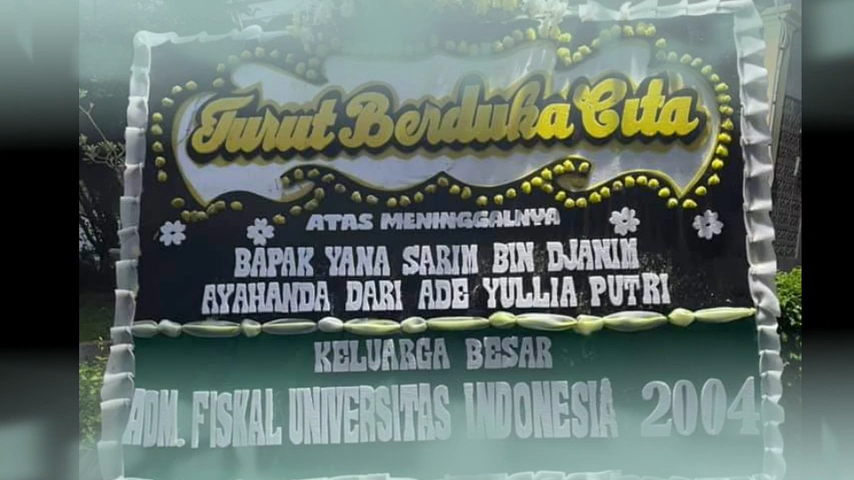 Turut Berduka Cita
ATAS MENINGGALNYA
BAPAK YANA SARIM BIN DJANIM
AYAHANDA DARI ADE YULLIA PUTRI
KELUARGA BESAR
ADM. FISKAL UNIVERSITAS INDONESIA 2004